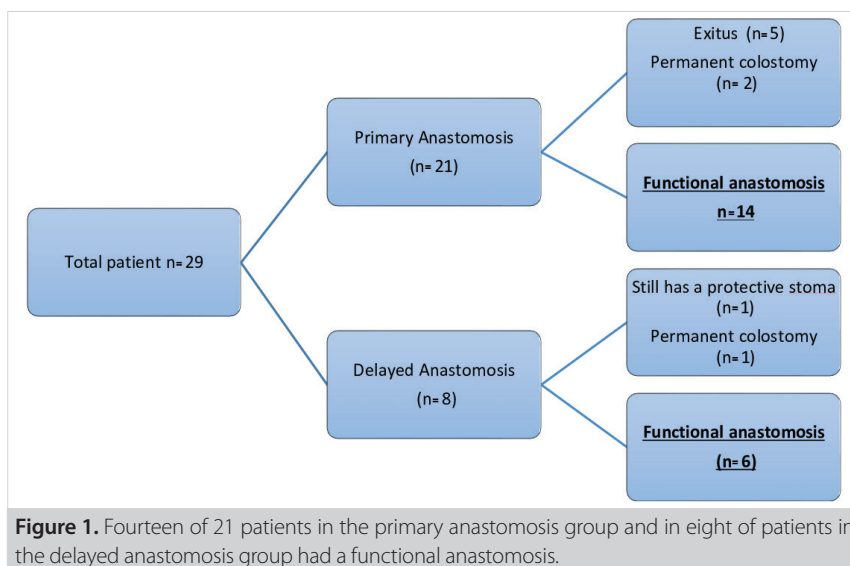 Exitus (n=5)
Permanent colostomy
(n= 2)
Primary Anastomosis
(n= 21)
Functional anastomosis
n=14
Total patient n=29
Still has a protective stoma
(n=1)
Permanent colostomy
(n=1)
Delayed Anastomosis
(n=8)
Functional anastomosis
(n=6)
Figure 1. Fourteen of 21 patients in the primary anastomosis group and in eight of patients in
the delayed anastomosis group had a functional anastomosis.